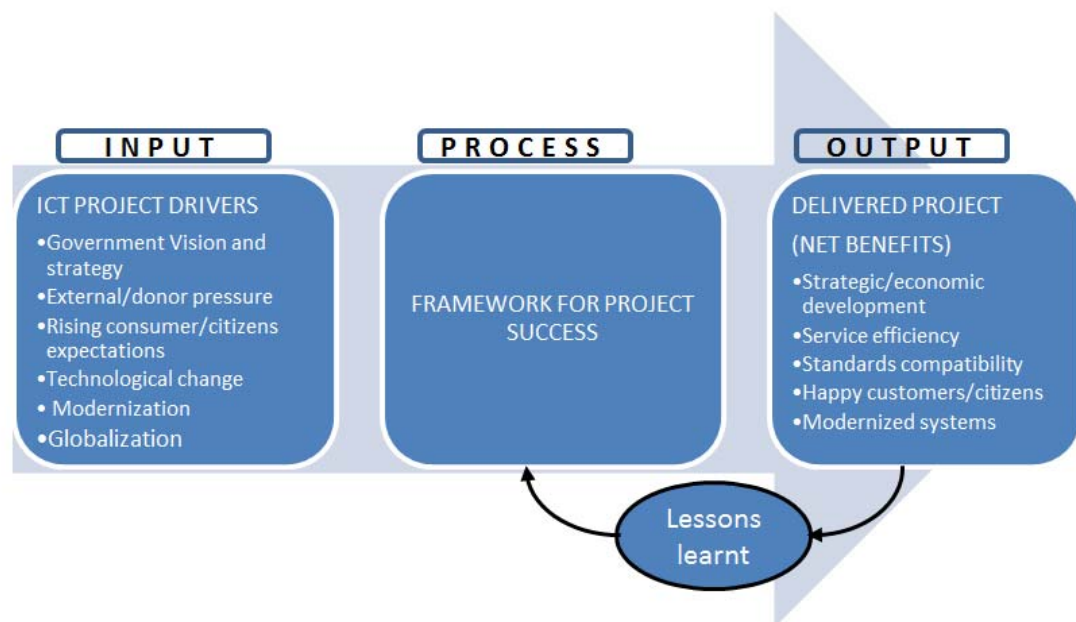 INPUT
ICT PROJECT DRIVERS
•Government Vision and
strategy
•External/donor pressure
•Rising consumer/citizens
expectations
•Technological change
• Modernization
•Globalization
PROCESS
FRAMEWORK FOR PROJECT
SUCCESS
OUTPUT
DELIVERED PROJECT
(NET BENEFITS)
•Strategic/economic
development
•Service efficiency
•Standards compatibility
•Happy customers/citizens
•Modernized systems
Lessons
learnt